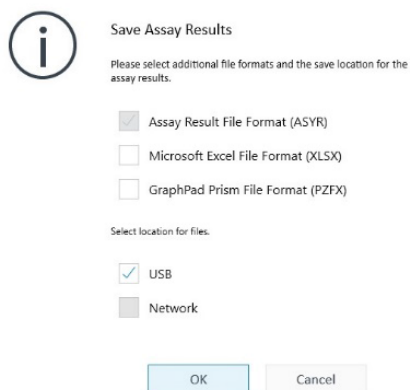 Save Assay Results
Please select additional file formats and the save location for the
assay results.
Assay Result File Format (ASYR)
Microsoft Excel File Format (XLSX)
GraphPad Prism File Format (PZFX)
Select location for files.
USB
Network
OK
Cancel